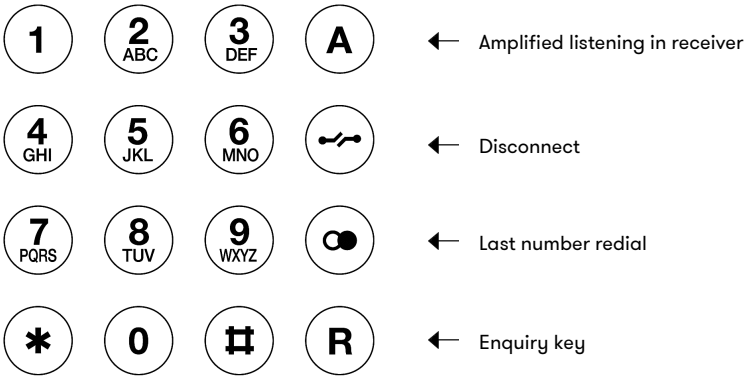 1 2 3 A Amplified listening in receiver
ABC DEF
4 5 6 Disconnect
GHI JKL MNO
7 8 9 Last number redial
PQRS TUV WXYZ
* 0 # R Enquiry key